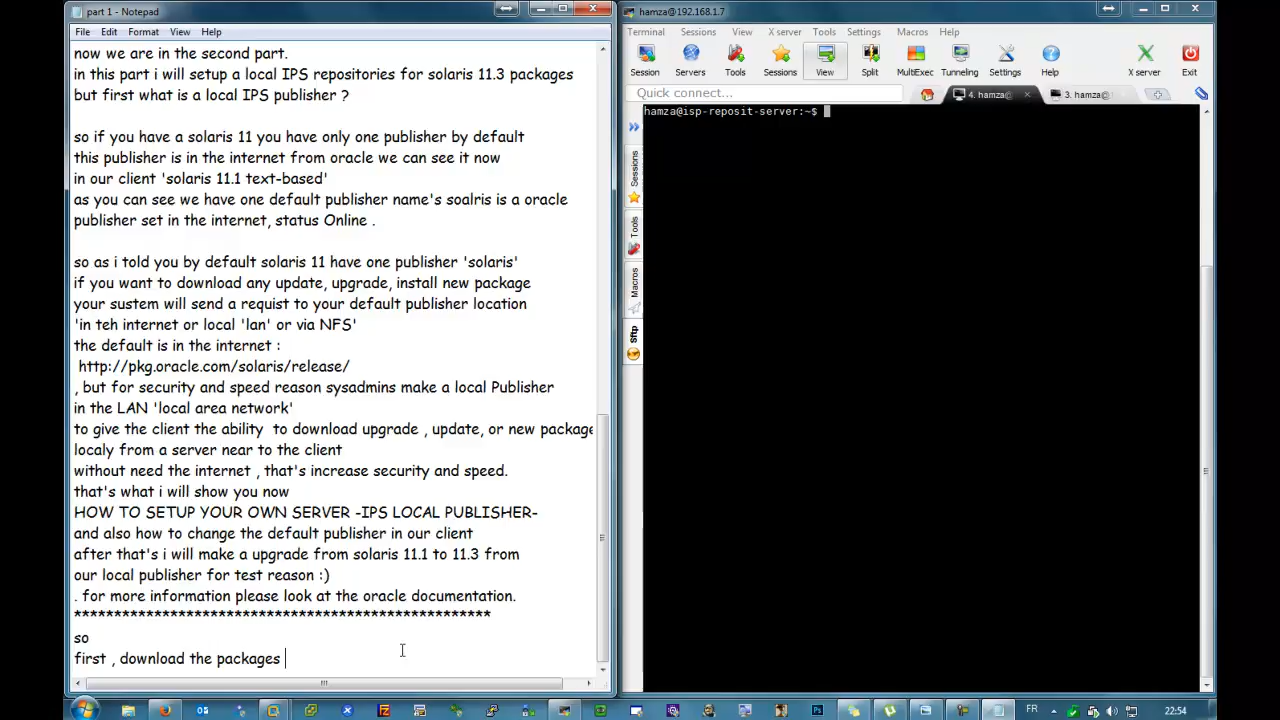 part 1 - Notepad
File Edit Format View Help
now we are in the second part.
in this part i will setup a local IPS repositories for solaris 11.3 packages
but first what is a local IPS publisher ?
so if you have a solaris 11 you have only one publisher by default
this publisher is in the internet from oracle we can see it now
in our client 'solaris 11.1 text-based'
as you can see we have one default publisher name's soalris is a oracle
publisher set in the internet, status Online .
so as i told you by default solaris 11 have one publisher 'solaris'
if you want to download any update, upgrade, install new package
your sustem will send a requist to your default publisher location
'in teh internet or local 'lan' or via NFS'
the default is in the internet :
http://pkg.oracle.com/solaris/release/
, but for security and speed reason sysadmins make a local Publisher
in the LAN 'local area network'
to give the client the ability  to download upgrade , update, or new package
localy from a server near to the client
without need the internet , that's increase security and speed.
that's what i will show you now
HOW TO SETUP YOUR OWN SERVER -IPS LOCAL PUBLISHER-
and also how to change the default publisher in our client
after that's i will make a upgrade from solaris 11.1 to 11.3 from
our local publisher for test reason :)
. for more information please look at the oracle documentation.
****************************************************
so
first , download the packages
hamza@192.168.1.7
Terminal Sessions View X server Tools Settings Macros Help
Session Servers Tools Sessions View Split MultiExec Tunneling Settings Help X server Exit
Quick connect...
4. hamza@
3. hamza@
hamza@isp-reposit-server:~$
Sessions
Tools
Macros
Sftp
FR
22:54